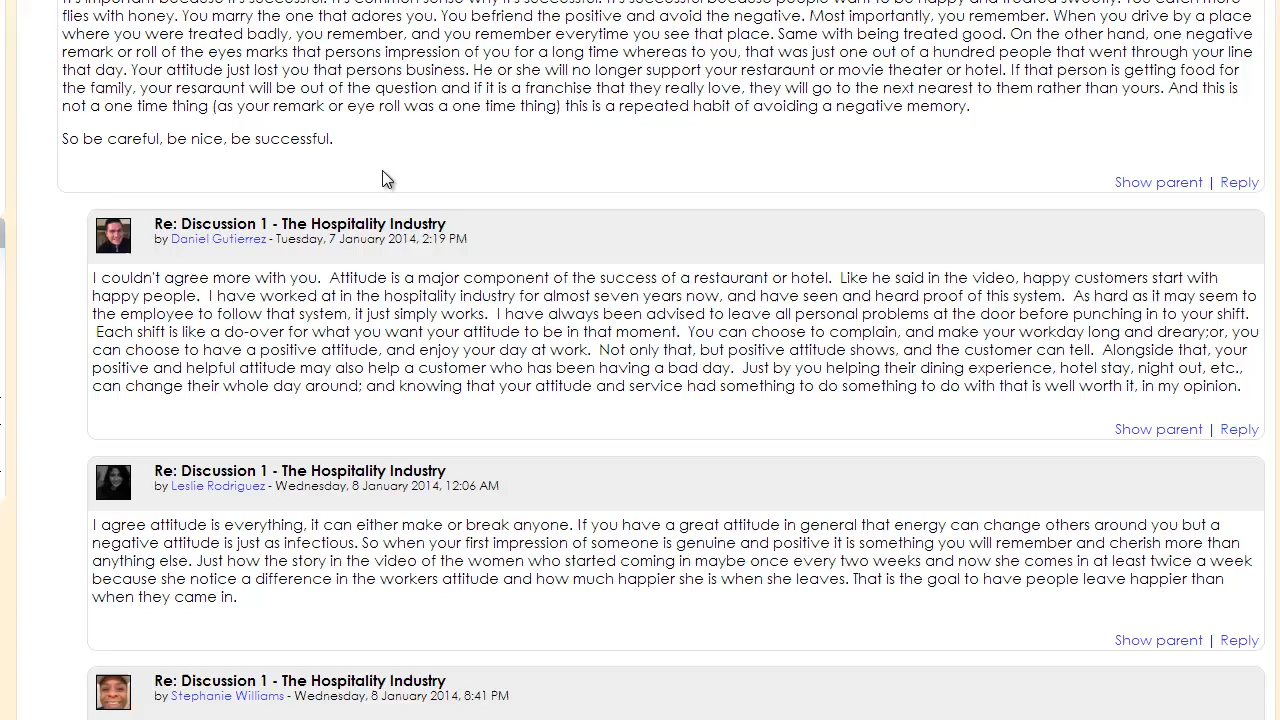 flies with honey. You marry the one that adores you. You befriend the positive and avoid the negative. Most importantly, you remember. When you drive by a place
where you were treated badly, you remember, and you remember everytime you see that place. Same with being treated good. On the other hand, one negative
remark or roll of the eyes marks that persons impression of you for a long time whereas to you, that was just one out of a hundred people that went through your line
that day. Your attitude just lost you that persons business. He or she will no longer support your restaraunt or movie theater or hotel. If that person is getting food for
the family, your resaraunt will be out of the question and if it is a franchise that they really love, they will go to the next nearest to them rather than yours. And this is
not a one time thing (as your remark or eye roll was a one time thing) this is a repeated habit of avoiding a negative memory.
So be careful, be nice, be successful.
Show parent | Reply
Re: Discussion 1 - The Hospitality Industry
by Daniel Gutierrez - Tuesday, 7 January 2014, 2:19 PM
I couldn't agree more with you.  Attitude is a major component of the success of a restaurant or hotel.  Like he said in the video, happy customers start with
happy people.  I have worked at in the hospitality industry for almost seven years now, and have seen and heard proof of this system.  As hard as it may seem to
the employee to follow that system, it just simply works.  I have always been advised to leave all personal problems at the door before punching in to your shift.
Each shift is like a do-over for what you want your attitude to be in that moment.  You can choose to complain, and make your workday long and dreary;or, you
can choose to have a positive attitude, and enjoy your day at work.  Not only that, but positive attitude shows, and the customer can tell.  Alongside that, your
positive and helpful attitude may also help a customer who has been having a bad day.  Just by you helping their dining experience, hotel stay, night out, etc.,
can change their whole day around; and knowing that your attitude and service had something to do something to do with that is well worth it, in my opinion.
Show parent | Reply
Re: Discussion 1 - The Hospitality Industry
by Leslie Rodriguez - Wednesday, 8 January 2014, 12:06 AM
I agree attitude is everything, it can either make or break anyone. If you have a great attitude in general that energy can change others around you but a
negative attitude is just as infectious. So when your first impression of someone is genuine and positive it is something you will remember and cherish more than
anything else. Just how the story in the video of the women who started coming in maybe once every two weeks and now she comes in at least twice a week
because she notice a difference in the workers attitude and how much happier she is when she leaves. That is the goal to have people leave happier than
when they came in.
Show parent | Reply
Re: Discussion 1 - The Hospitality Industry
by Stephanie Williams - Wednesday, 8 January 2014, 8:41 PM